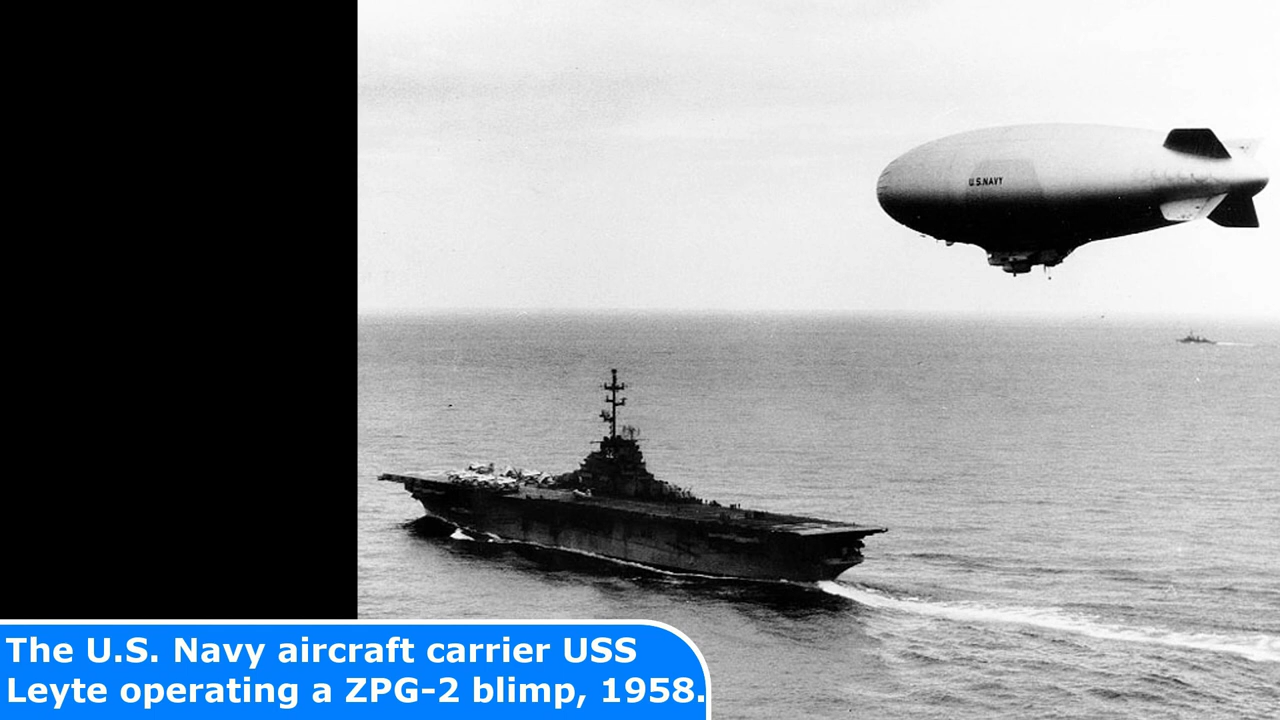 U.S.NAVY
The U.S. Navy aircraft carrier USS
Leyte operating a ZPG-2 blimp, 1958.